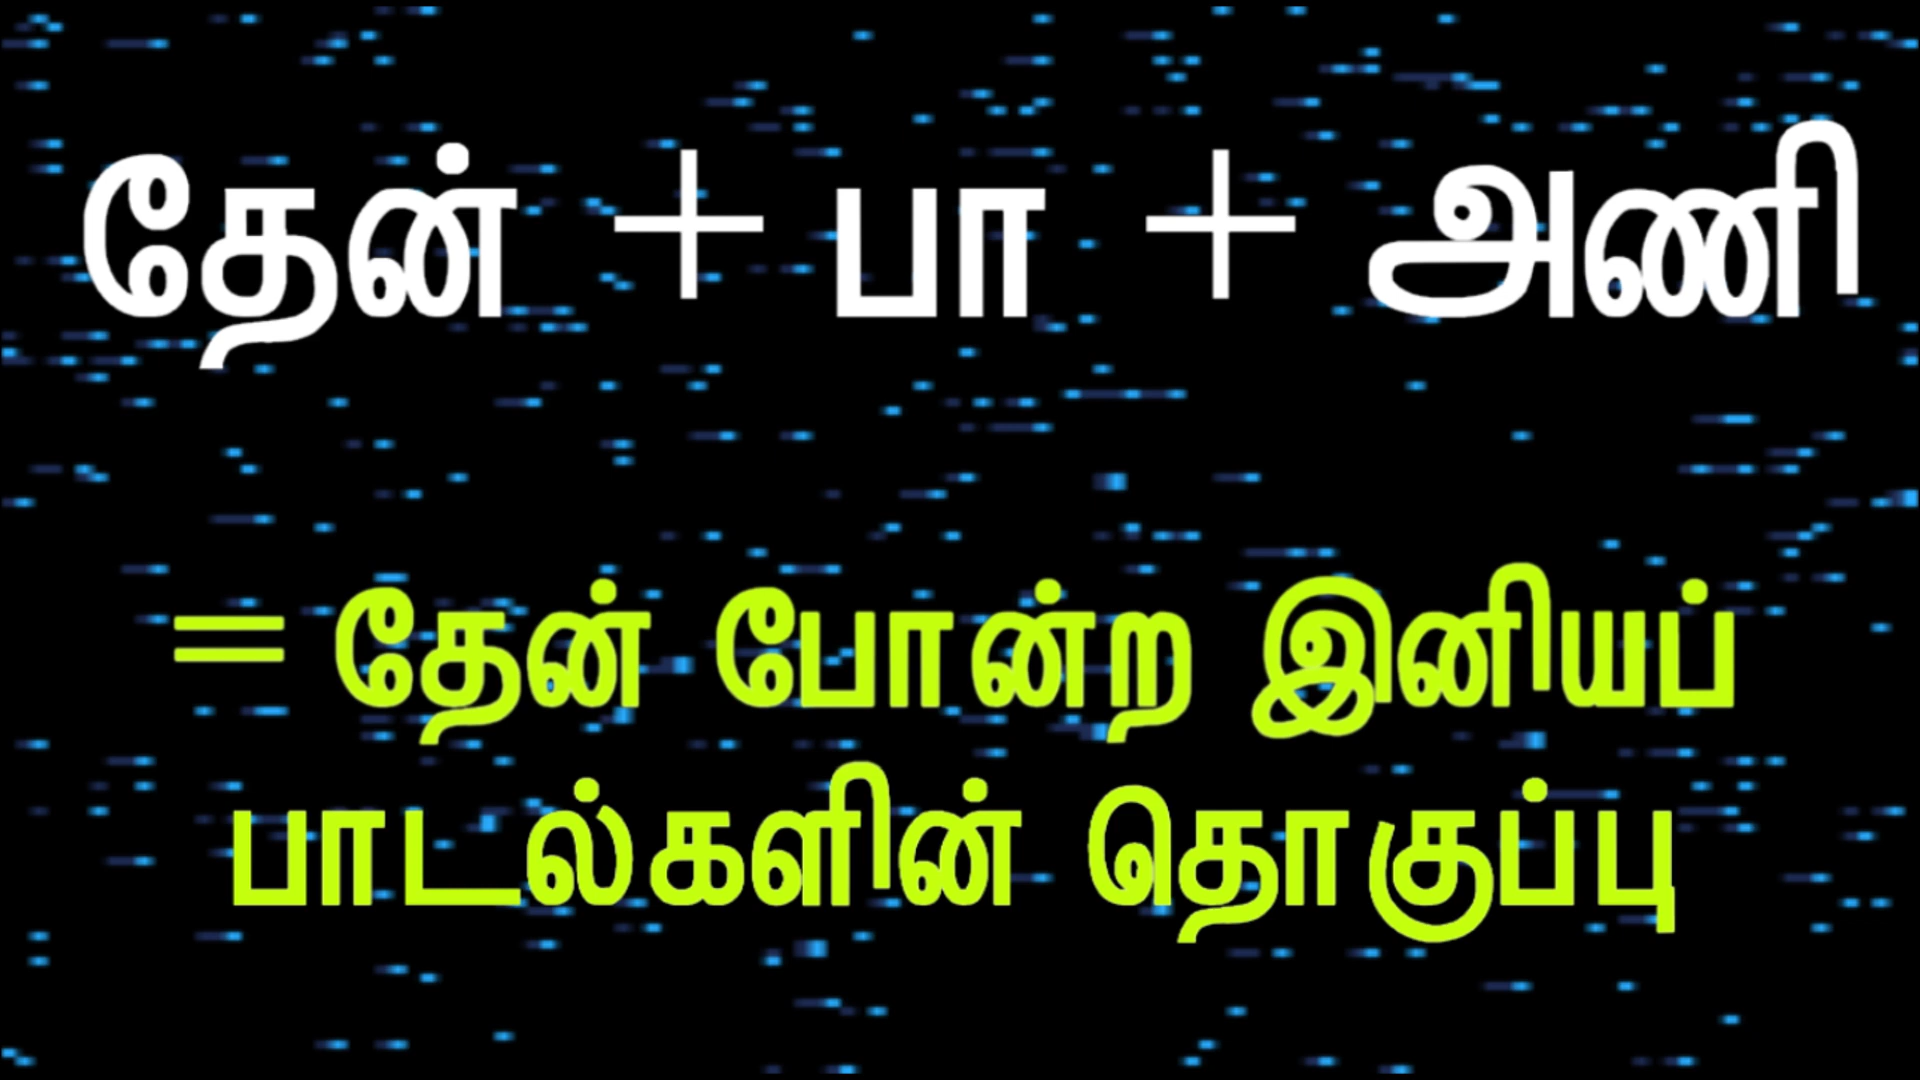 தேன் + பா + அணி
= தேன் போன்ற இனியப்
பாடல்களின் தொகுப்பு